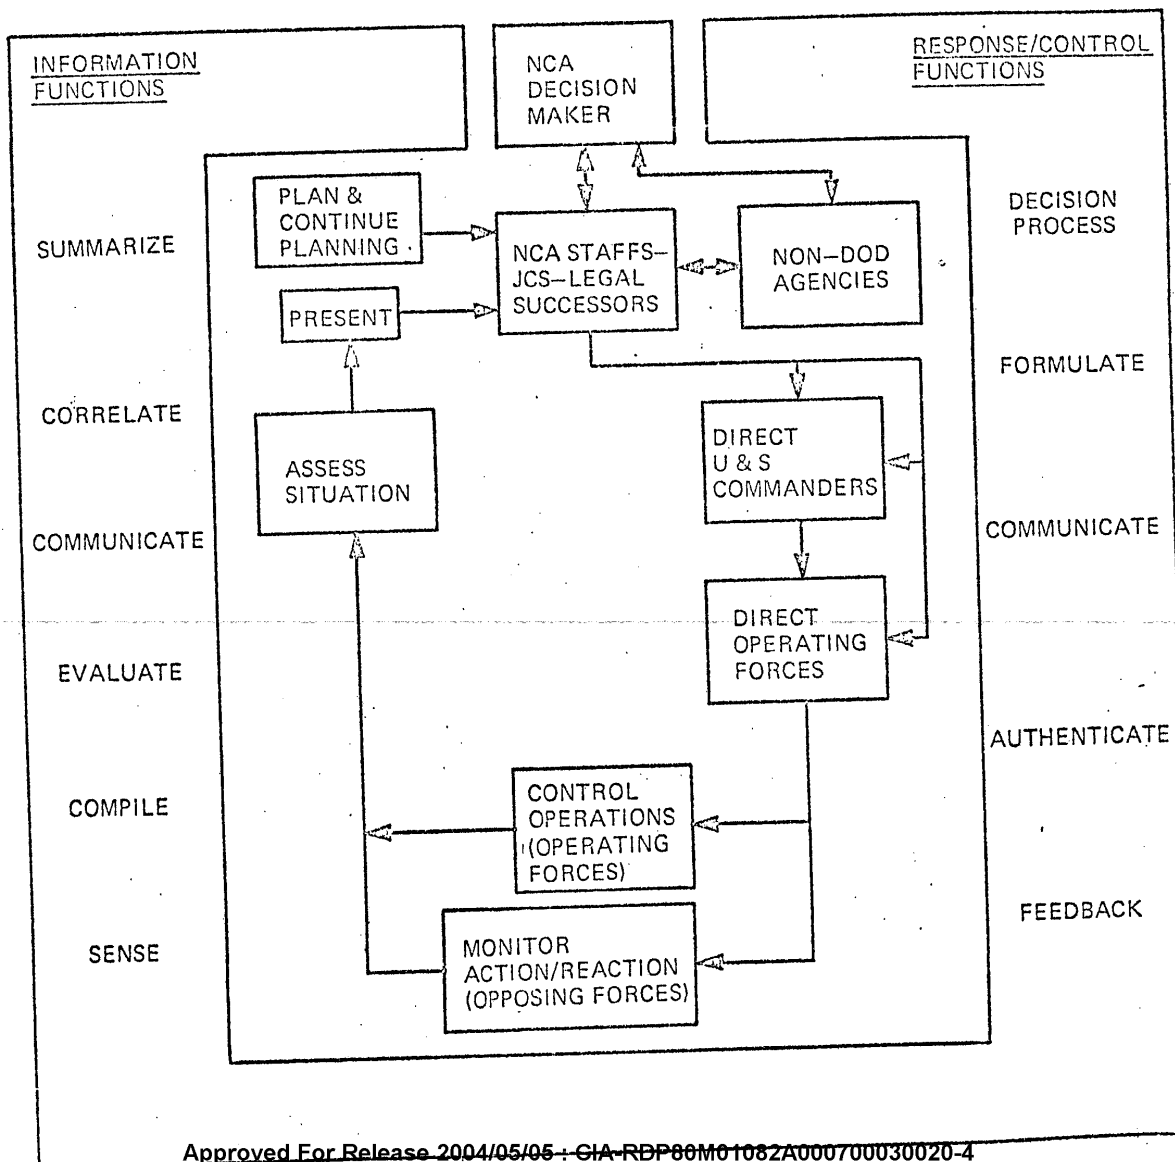 INFORMATION
FUNCTIONS
NCA
DECISION
MAKER
RESPONSE/CONTROL
FUNCTIONS
PLAN &
CONTINUE
PLANNING
SUMMARIZE
NCA STAFFS–
JCS–LEGAL
SUCCESSORS
NON–DOD
AGENCIES
DECISION
PROCESS
PRESENT
FORMULATE
CORRELATE
ASSESS
SITUATION
DIRECT
U & S
COMMANDERS
COMMUNICATE
COMMUNICATE
DIRECT
OPERATING
FORCES
EVALUATE
AUTHENTICATE
COMPILE
CONTROL
OPERATIONS
(OPERATING
FORCES)
FEEDBACK
SENSE
MONITOR
ACTION/REACTION
(OPPOSING FORCES)
Approved For Release 2004/05/05 : CIA-RDP80M01082A000700030020-4